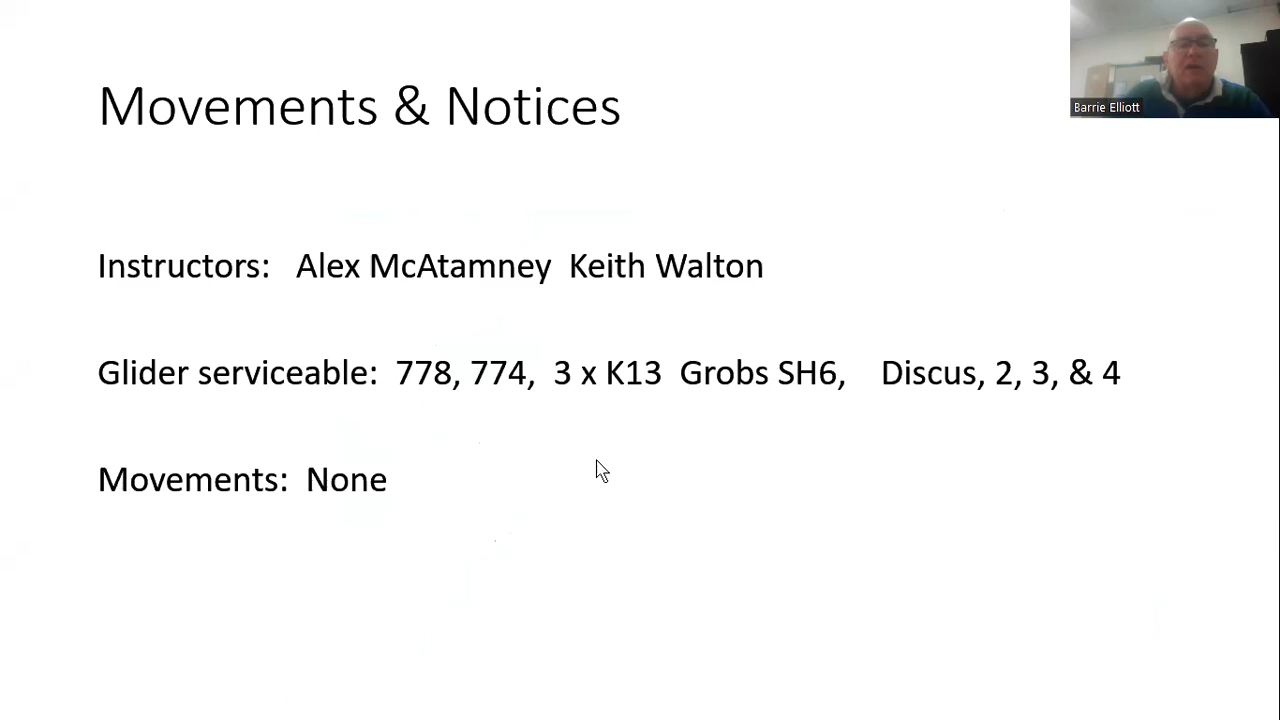 Movements & Notices
Barrie Elliott
Instructors: Alex McAtamney Keith Walton
Glider serviceable: 778, 774, 3 x K13 Grobs SH6, Discus, 2, 3, & 4
Movements: None